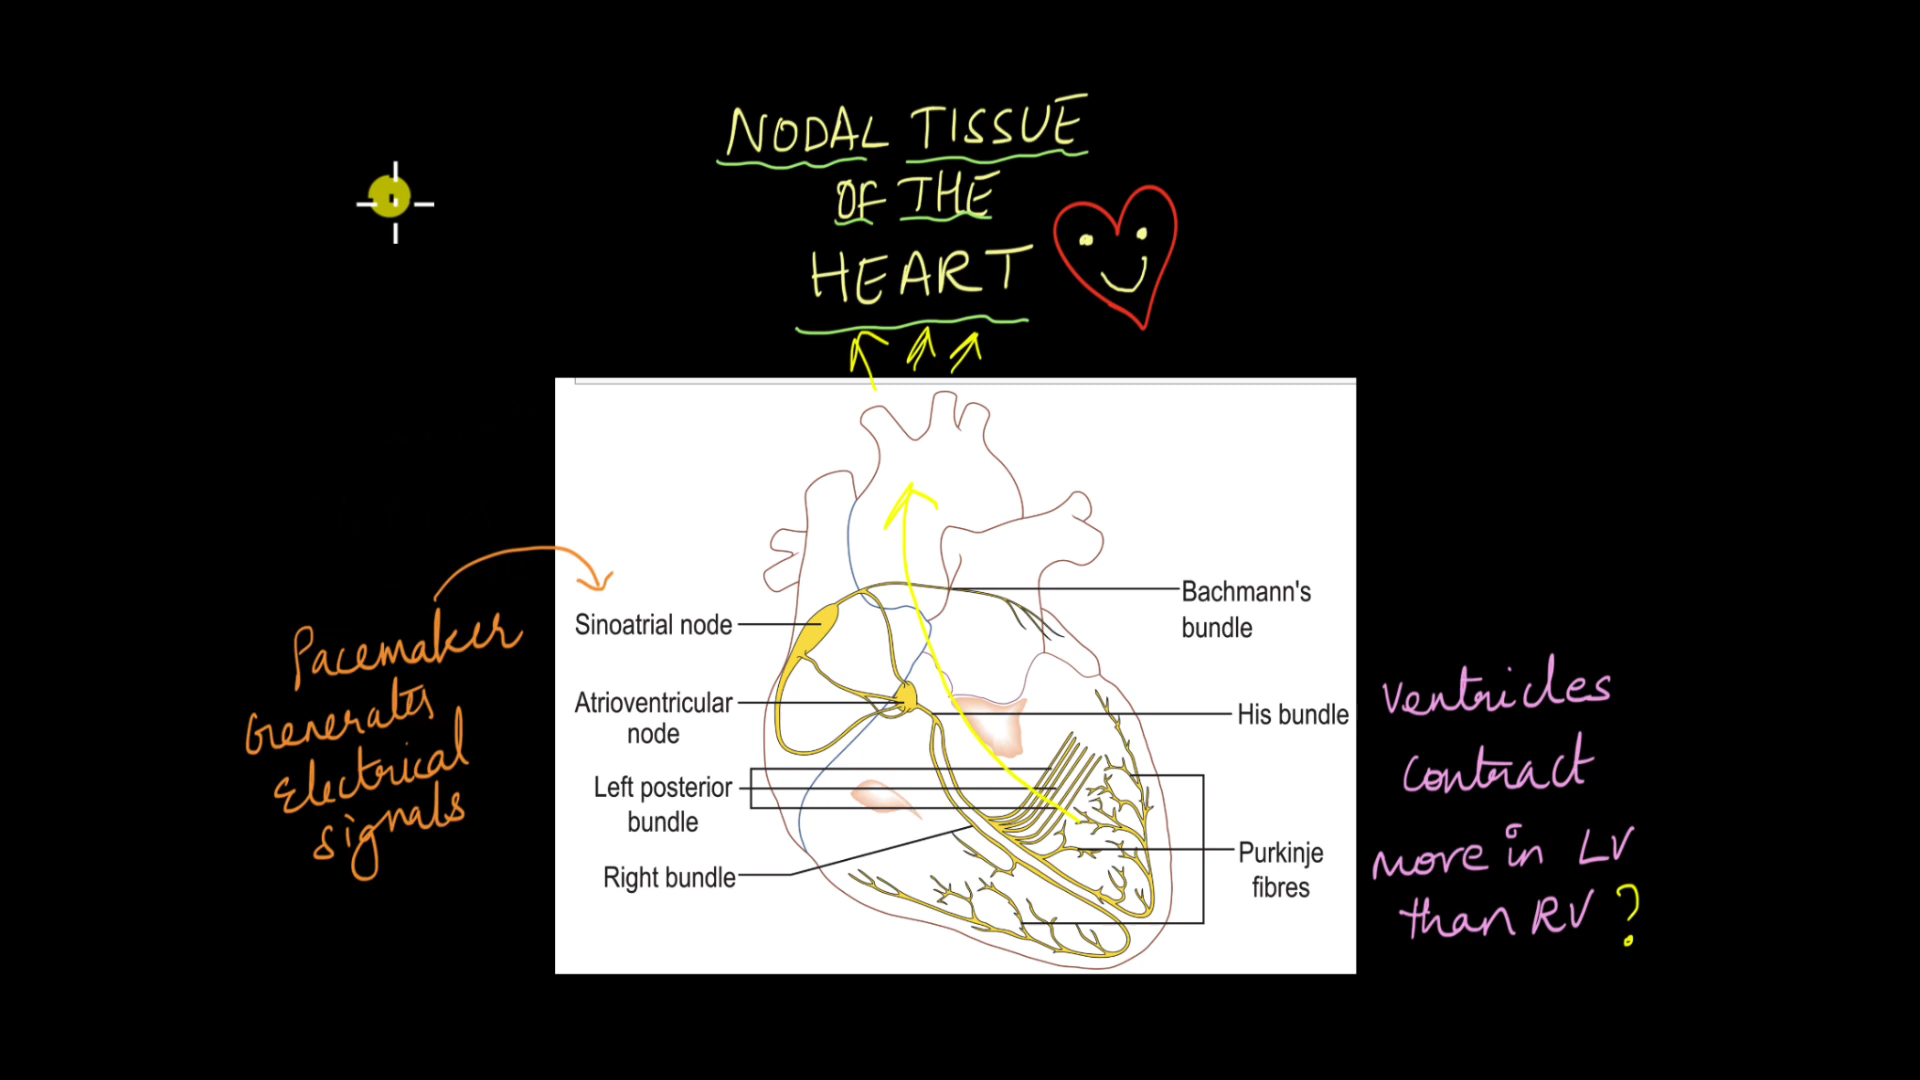 NODAL TISSUE
OF THE
HEART
Pacemaker
Generates
Electrical
signals
Sinoatrial node
Atrioventricular
node
Left posterior
bundle
Right bundle
Bachmann's
bundle
His bundle
Purkinje
fibres
Ventricles
contract
more in LV
than RV ?